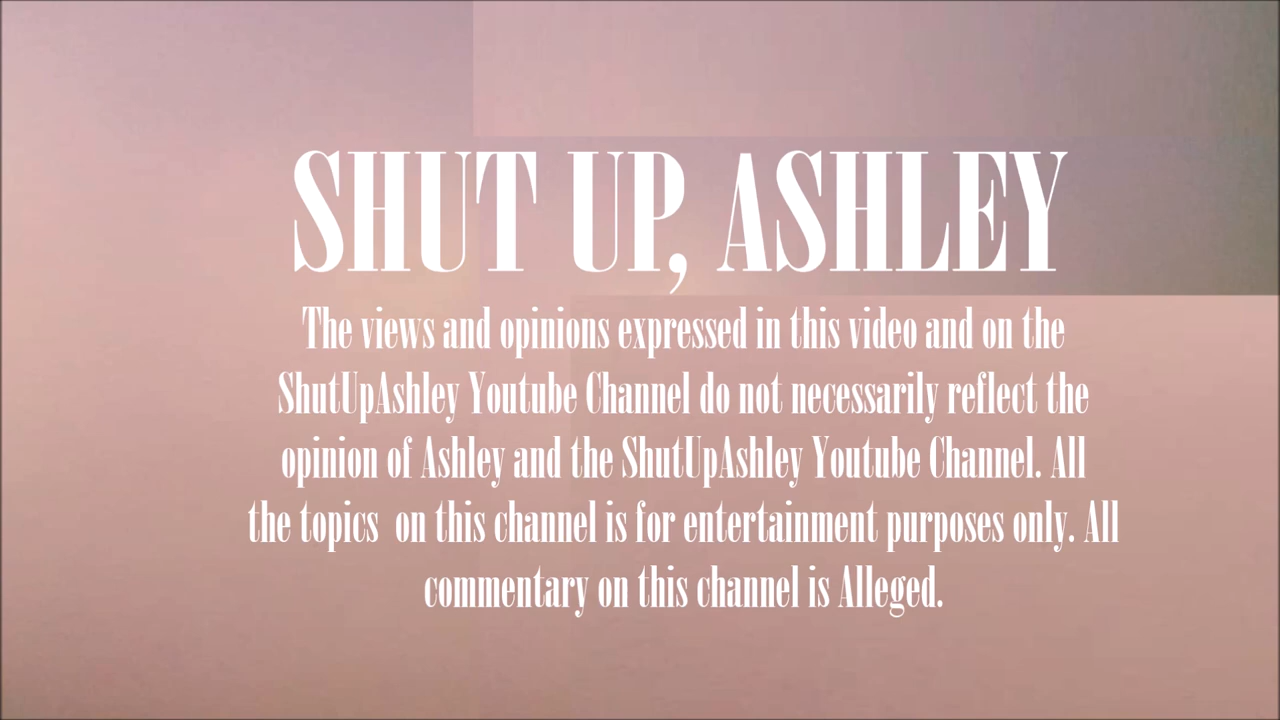 SHUT UP, ASHLEY
The views and opinions expressed in this video and on the
ShutUpAshley Youtube Channel do not necessarily reflect the
opinion of Ashley and the ShutUpAshley Youtube Channel. All
the topics  on this channel is for entertainment purposes only. All
commentary on this channel is Alleged.